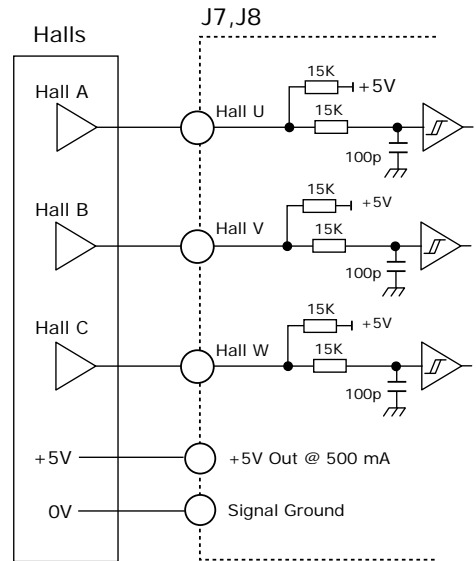 J7,J8
Halls
15K
+5V
Hall A
Hall U
15K
100p
15K
+5V
Hall B
Hall V
15K
100p
15K
+5V
Hall C
Hall W
15K
100p
+5V
+5V Out @ 500 mA
0V
Signal Ground